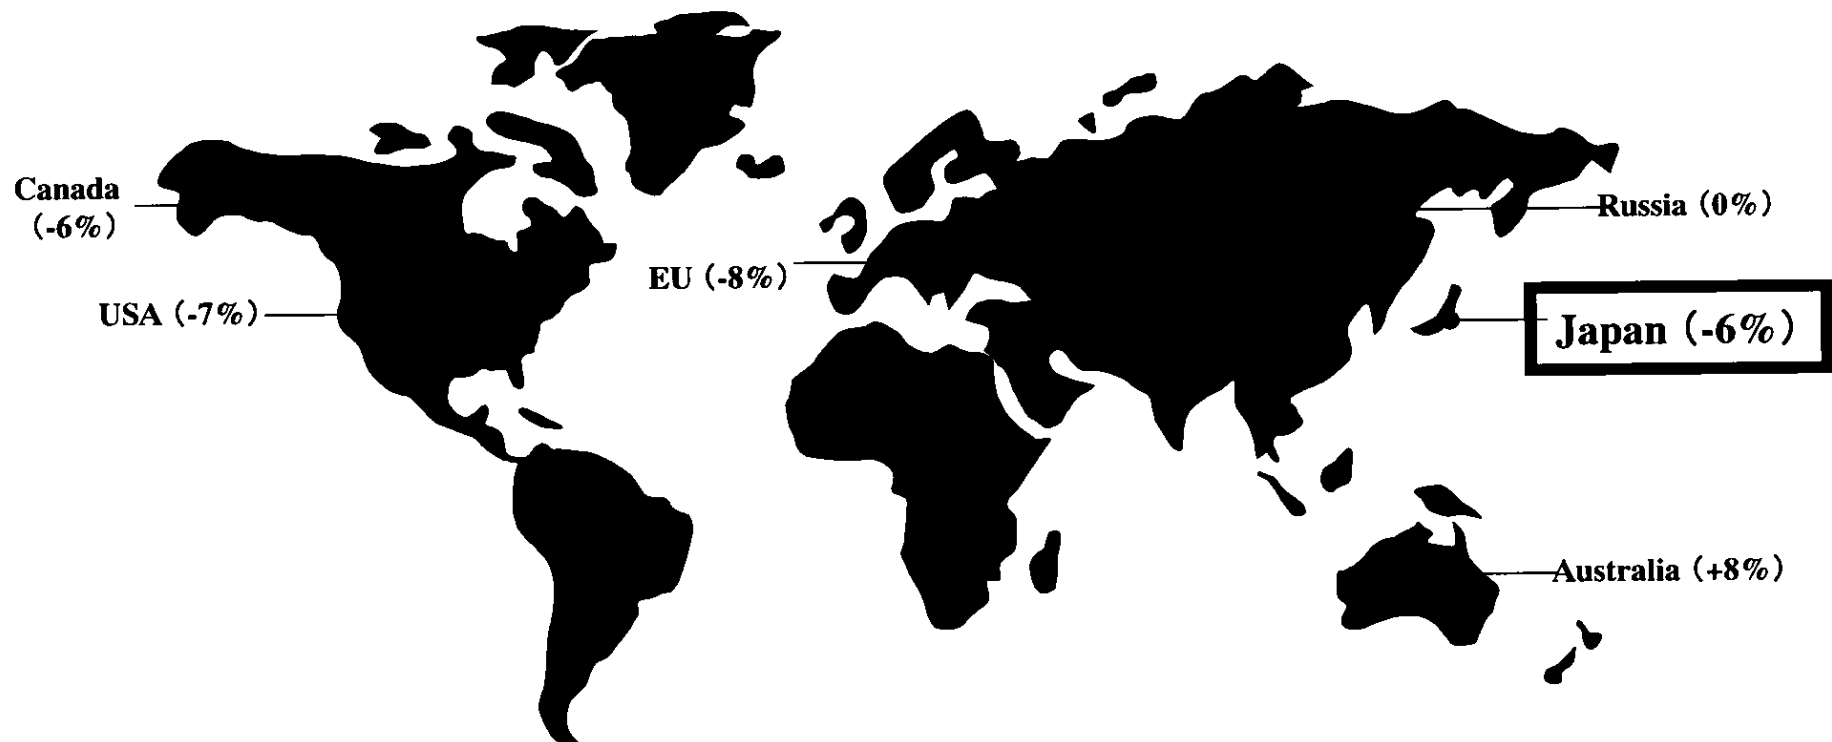 Canada
(-6%)
Russia (0%)
EU (-8%)
USA (-7%)
Japan (-6%)
Australia (+8%)